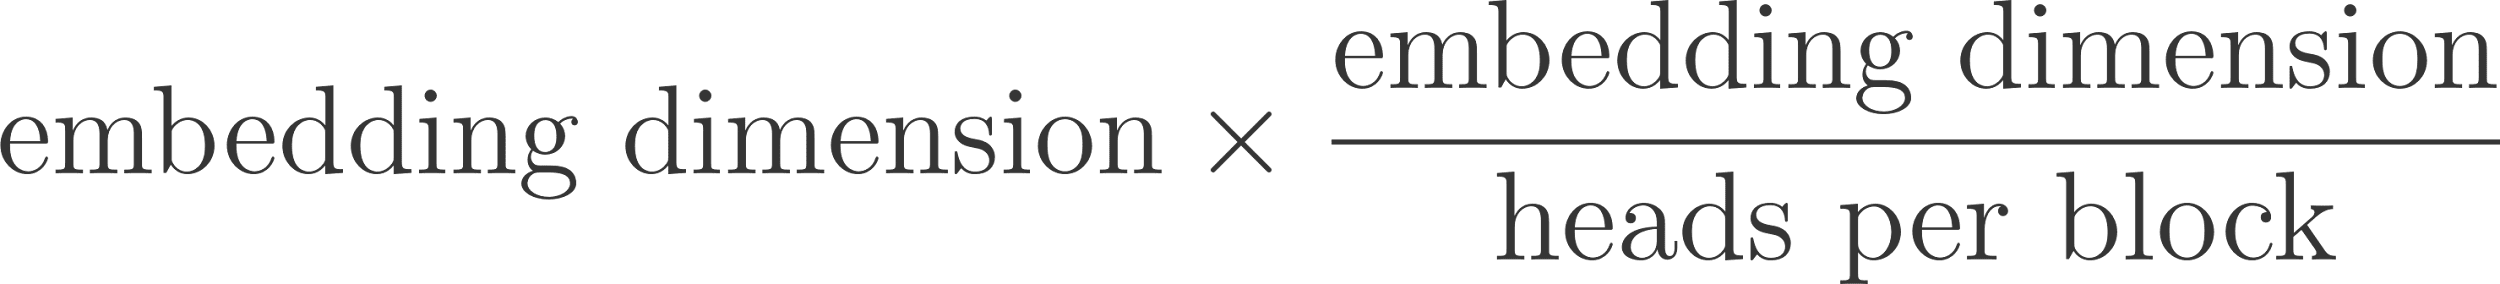 embedding dimension × embedding dimension
heads per block